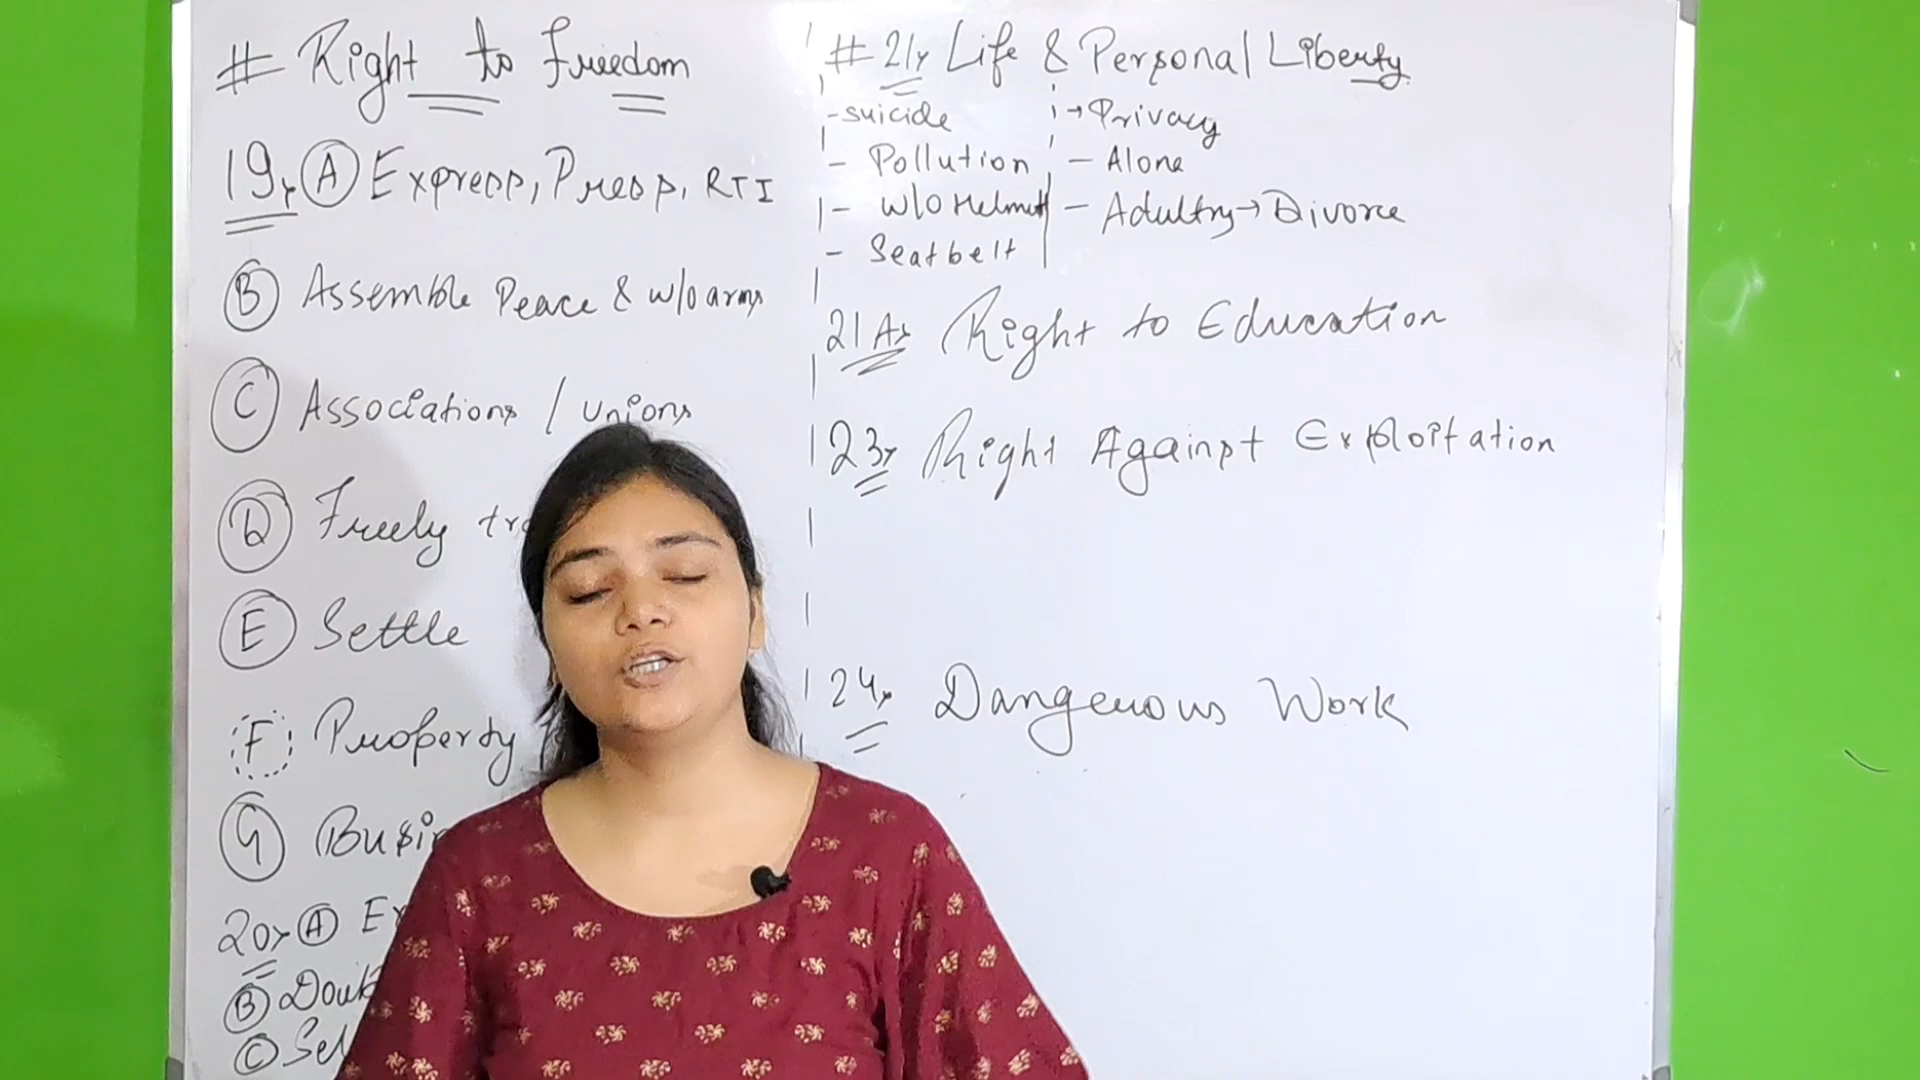 # Right to Freedom
19. (A) Express, Press, RTI
(B) Assemble Peace & w/o arms
(C) Associations / Unions
(D) Freely
(E) Settle
(F) Property
(G)
20. (A)
(B)
(C)
# 21. Life & Personal Liberty
- suicide → Privacy
- Pollution - Alone
- w/o Helmet - Adultry → Divorce
- Seatbelt
21A. Right to Education
23. Right Against Exploitation
24. Dangerous Work